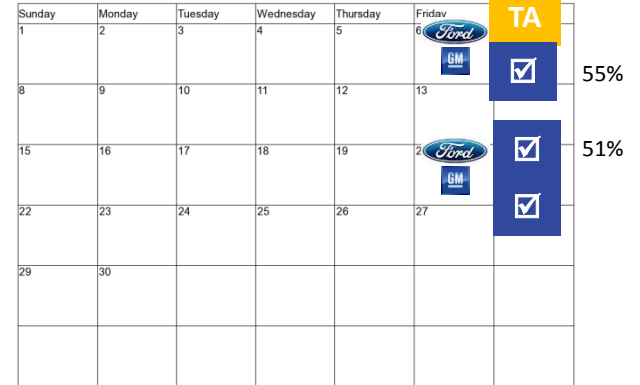 Sunday Monday Tuesday Wednesday Thursday Friday TA
1 2 3 4 5 6 Ford
GM 55%
8 9 10 11 12 13
15 16 17 18 19 2 Ford 51%
GM
22 23 24 25 26 27
29 30